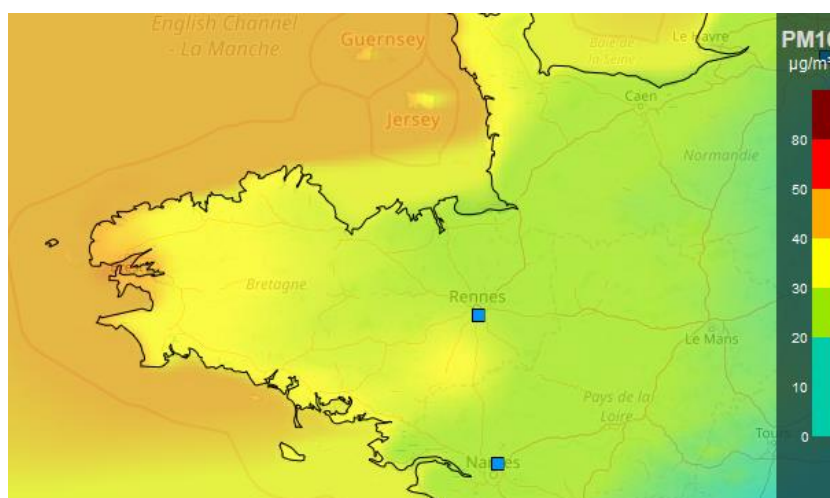 English Channel
- La Manche
Guernsey
Jersey
Baie de
la Seine
Le Havre
Caen
Normandie
Bretagne
Rennes
Le Mans
Pays de la
Loire
Tours
Nantes
PM10
µg/m³
80
50
40
30
20
10
0